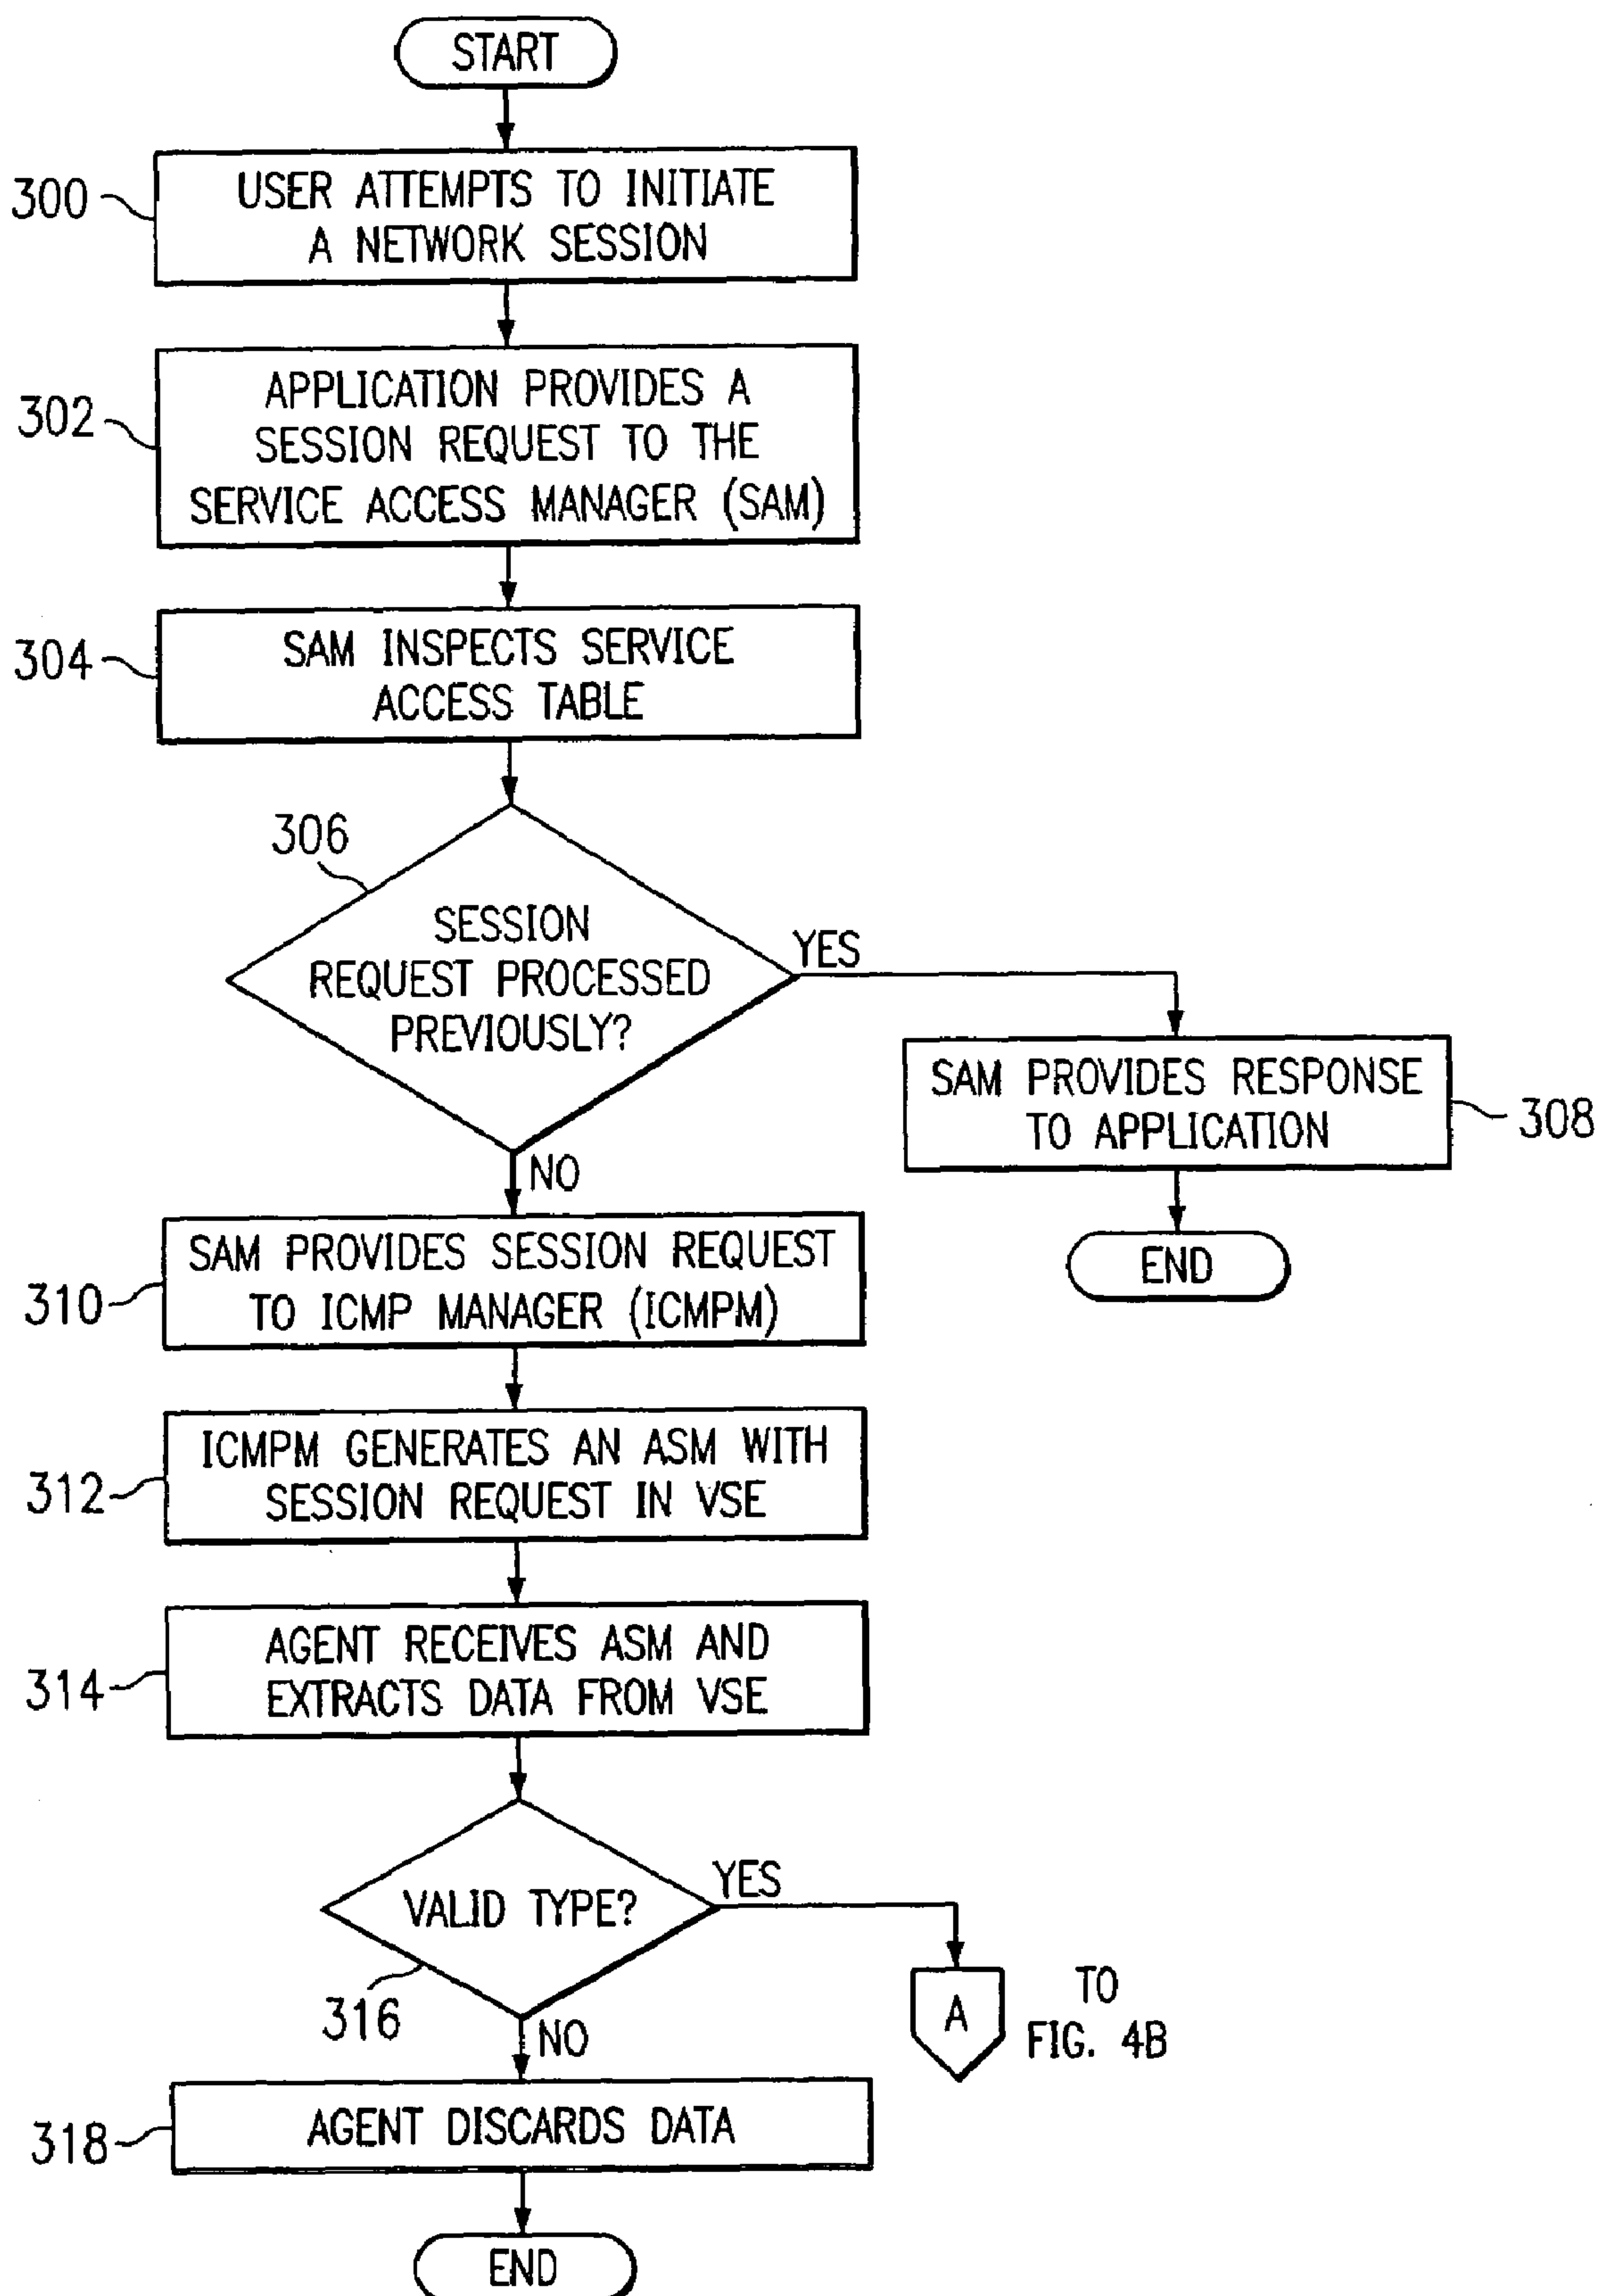 START
300
USER ATTEMPTS TO INITIATE
A NETWORK SESSION
302
APPLICATION PROVIDES A
SESSION REQUEST TO THE
SERVICE ACCESS MANAGER (SAM)
304
SAM INSPECTS SERVICE
ACCESS TABLE
306
SESSION
REQUEST PROCESSED
PREVIOUSLY?
YES
SAM PROVIDES RESPONSE
TO APPLICATION
308
END
NO
310
SAM PROVIDES SESSION REQUEST
TO ICMP MANAGER (ICMPM)
312
ICMPM GENERATES AN ASM WITH
SESSION REQUEST IN VSE
314
AGENT RECEIVES ASM AND
EXTRACTS DATA FROM VSE
VALID TYPE?
316
YES
A
TO
FIG. 4B
NO
318
AGENT DISCARDS DATA
END